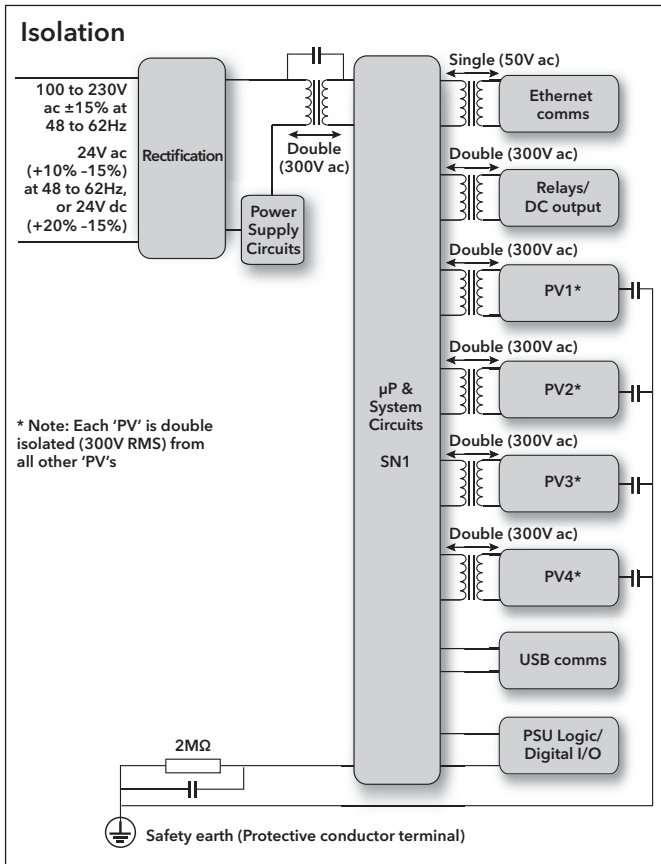 Isolation
100 to 230V
ac ±15% at
48 to 62Hz
24V ac
(+10% -15%)
at 48 to 62Hz,
or 24V dc
(+20% -15%)
Rectification
Double
(300V ac)
Power
Supply
Circuits
µP &
System
Circuits
SN1
Single (50V ac)
Ethernet
comms
Double (300V ac)
Relays/
DC output
Double (300V ac)
PV1*
Double (300V ac)
PV2*
Double (300V ac)
PV3*
Double (300V ac)
PV4*
USB comms
PSU Logic/
Digital I/O
* Note: Each ‘PV’ is double
isolated (300V RMS) from
all other ‘PV’s
2MΩ
Safety earth (Protective conductor terminal)